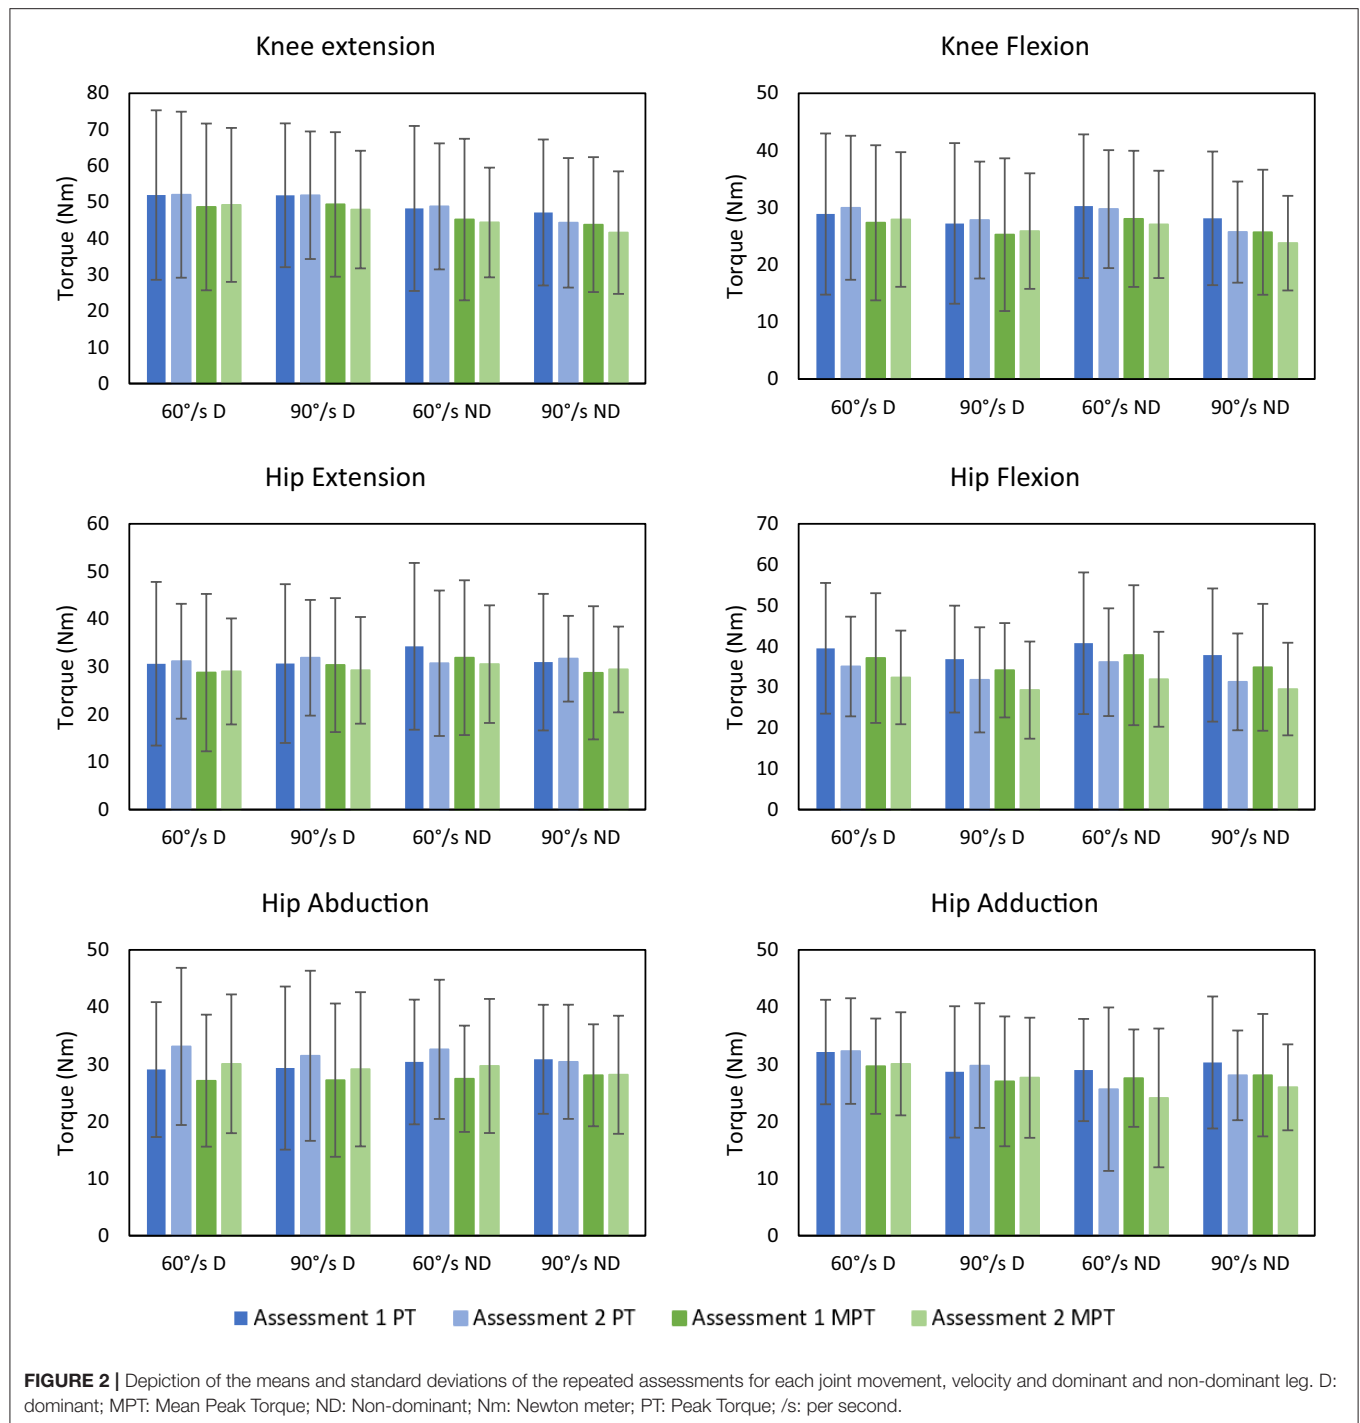 Knee extension
Torque (Nm)
80
70
60
50
40
30
20
10
0
60°/s D 90°/s D 60°/s ND 90°/s ND
Knee Flexion
Torque (Nm)
50
40
30
20
10
0
60°/s D 90°/s D 60°/s ND 90°/s ND
Hip Extension
Torque (Nm)
60
50
40
30
20
10
0
60°/s D 90°/s D 60°/s ND 90°/s ND
Hip Flexion
Torque (Nm)
70
60
50
40
30
20
10
0
60°/s D 90°/s D 60°/s ND 90°/s ND
Hip Abduction
Torque (Nm)
50
40
30
20
10
0
60°/s D 90°/s D 60°/s ND 90°/s ND
Hip Adduction
Torque (Nm)
50
40
30
20
10
0
60°/s D 90°/s D 60°/s ND 90°/s ND
Assessment 1 PT Assessment 2 PT Assessment 1 MPT Assessment 2 MPT
FIGURE 2 | Depiction of the means and standard deviations of the repeated assessments for each joint movement, velocity and dominant and non-dominant leg. D:
dominant; MPT: Mean Peak Torque; ND: Non-dominant; Nm: Newton meter; PT: Peak Torque; /s: per second.